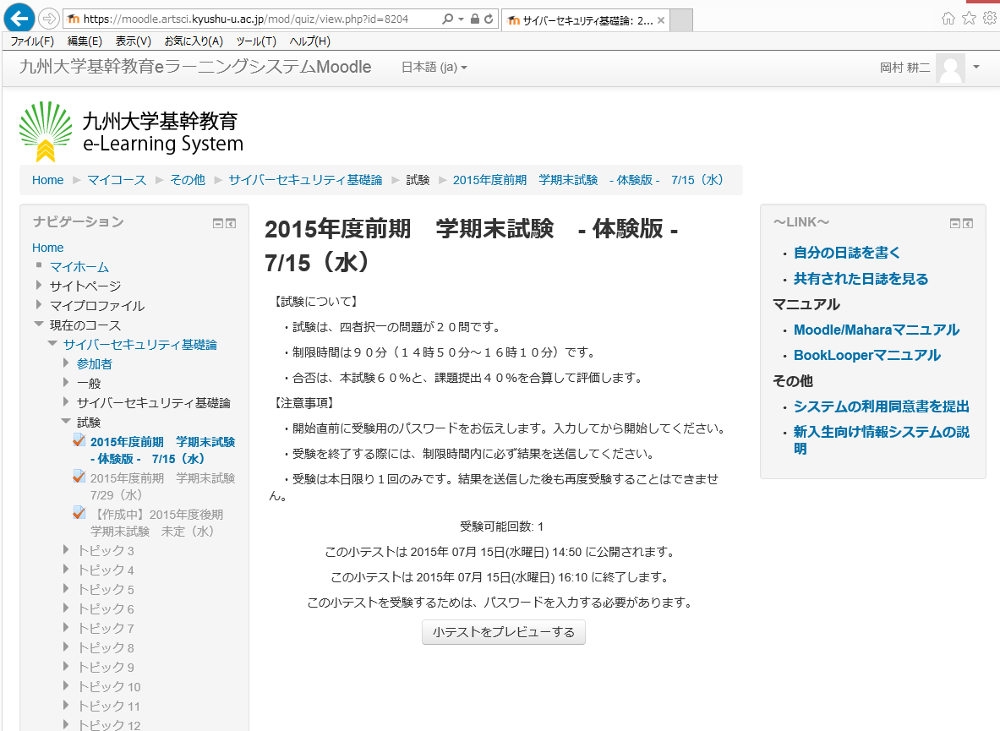 https://moodle.artsci.kyushu-u.ac.jp/mod/quiz/view.php?id=8204
サイバーセキュリティ基礎論: 2...
ファイル(F) 編集(E) 表示(V) お気に入り(A) ツール(T) ヘルプ(H)
九州大学基幹教育eラーニングシステムMoodle 日本語 (ja) 岡村 耕二
九州大学基幹教育
e-Learning System
Home マイコース その他 サイバーセキュリティ基礎論 試験 2015年度前期　学期末試験　- 体験版 -　7/15（水）
ナビゲーション
Home
マイホーム
サイトページ
マイプロファイル
現在のコース
サイバーセキュリティ基礎論
参加者
一般
サイバーセキュリティ基礎論
試験
2015年度前期　学期末試験
- 体験版 -　7/15（水）
2015年度前期　学期末試験
7/29（水）
【作成中】2015年度後期
学期末試験　未定（水）
トピック 3
トピック 4
トピック 5
トピック 6
トピック 7
トピック 8
トピック 9
トピック 10
トピック 11
トピック 12
2015年度前期　学期末試験　- 体験版 -
7/15（水）
【試験について】
・試験は、四者択一の問題が２０問です。
・制限時間は９０分（１４時５０分～１６時１０分）です。
・合否は、本試験６０％と、課題提出４０％を合算して評価します。
【注意事項】
・開始直前に受験用のパスワードをお伝えします。入力してから開始してください。
・受験を終了する際には、制限時間内に必ず結果を送信してください。
・受験は本日限り１回のみです。結果を送信した後も再度受験することはできませ
ん。
受験可能回数: 1
この小テストは 2015年 07月 15日(水曜日) 14:50 に公開されます。
この小テストは 2015年 07月 15日(水曜日) 16:10 に終了します。
この小テストを受験するためは、パスワードを入力する必要があります。
小テストをプレビューする
～LINK～
・自分の日誌を書く
・共有された日誌を見る
マニュアル
・Moodle/Maharaマニュアル
・BookLooperマニュアル
その他
・システムの利用同意書を提出
・新入生向け情報システムの説
明